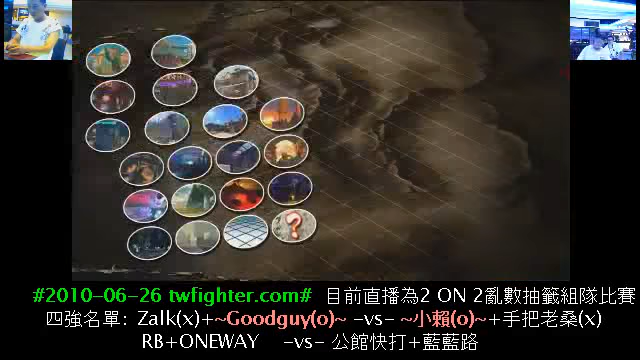 #2010-06-26 twfighter.com# 目前直播為2 ON 2亂數抽籤組隊比賽
四強名單: Zalk(x)+~Goodguy(o)~ -vs- ~小賴(o)~+手把老桑(x)
RB+ONEWAY -vs- 公館快打+藍藍路